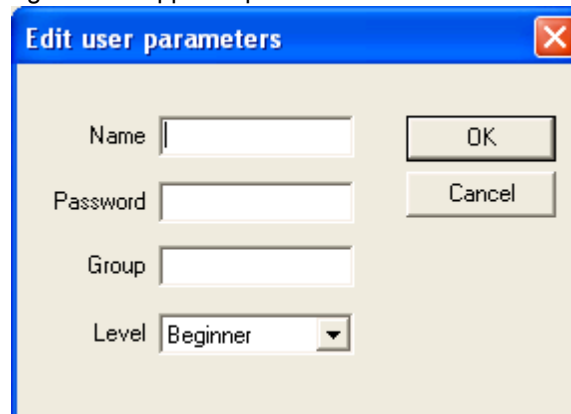 Edit user parameters
Name
OK
Password
Cancel
Group
Level Beginner